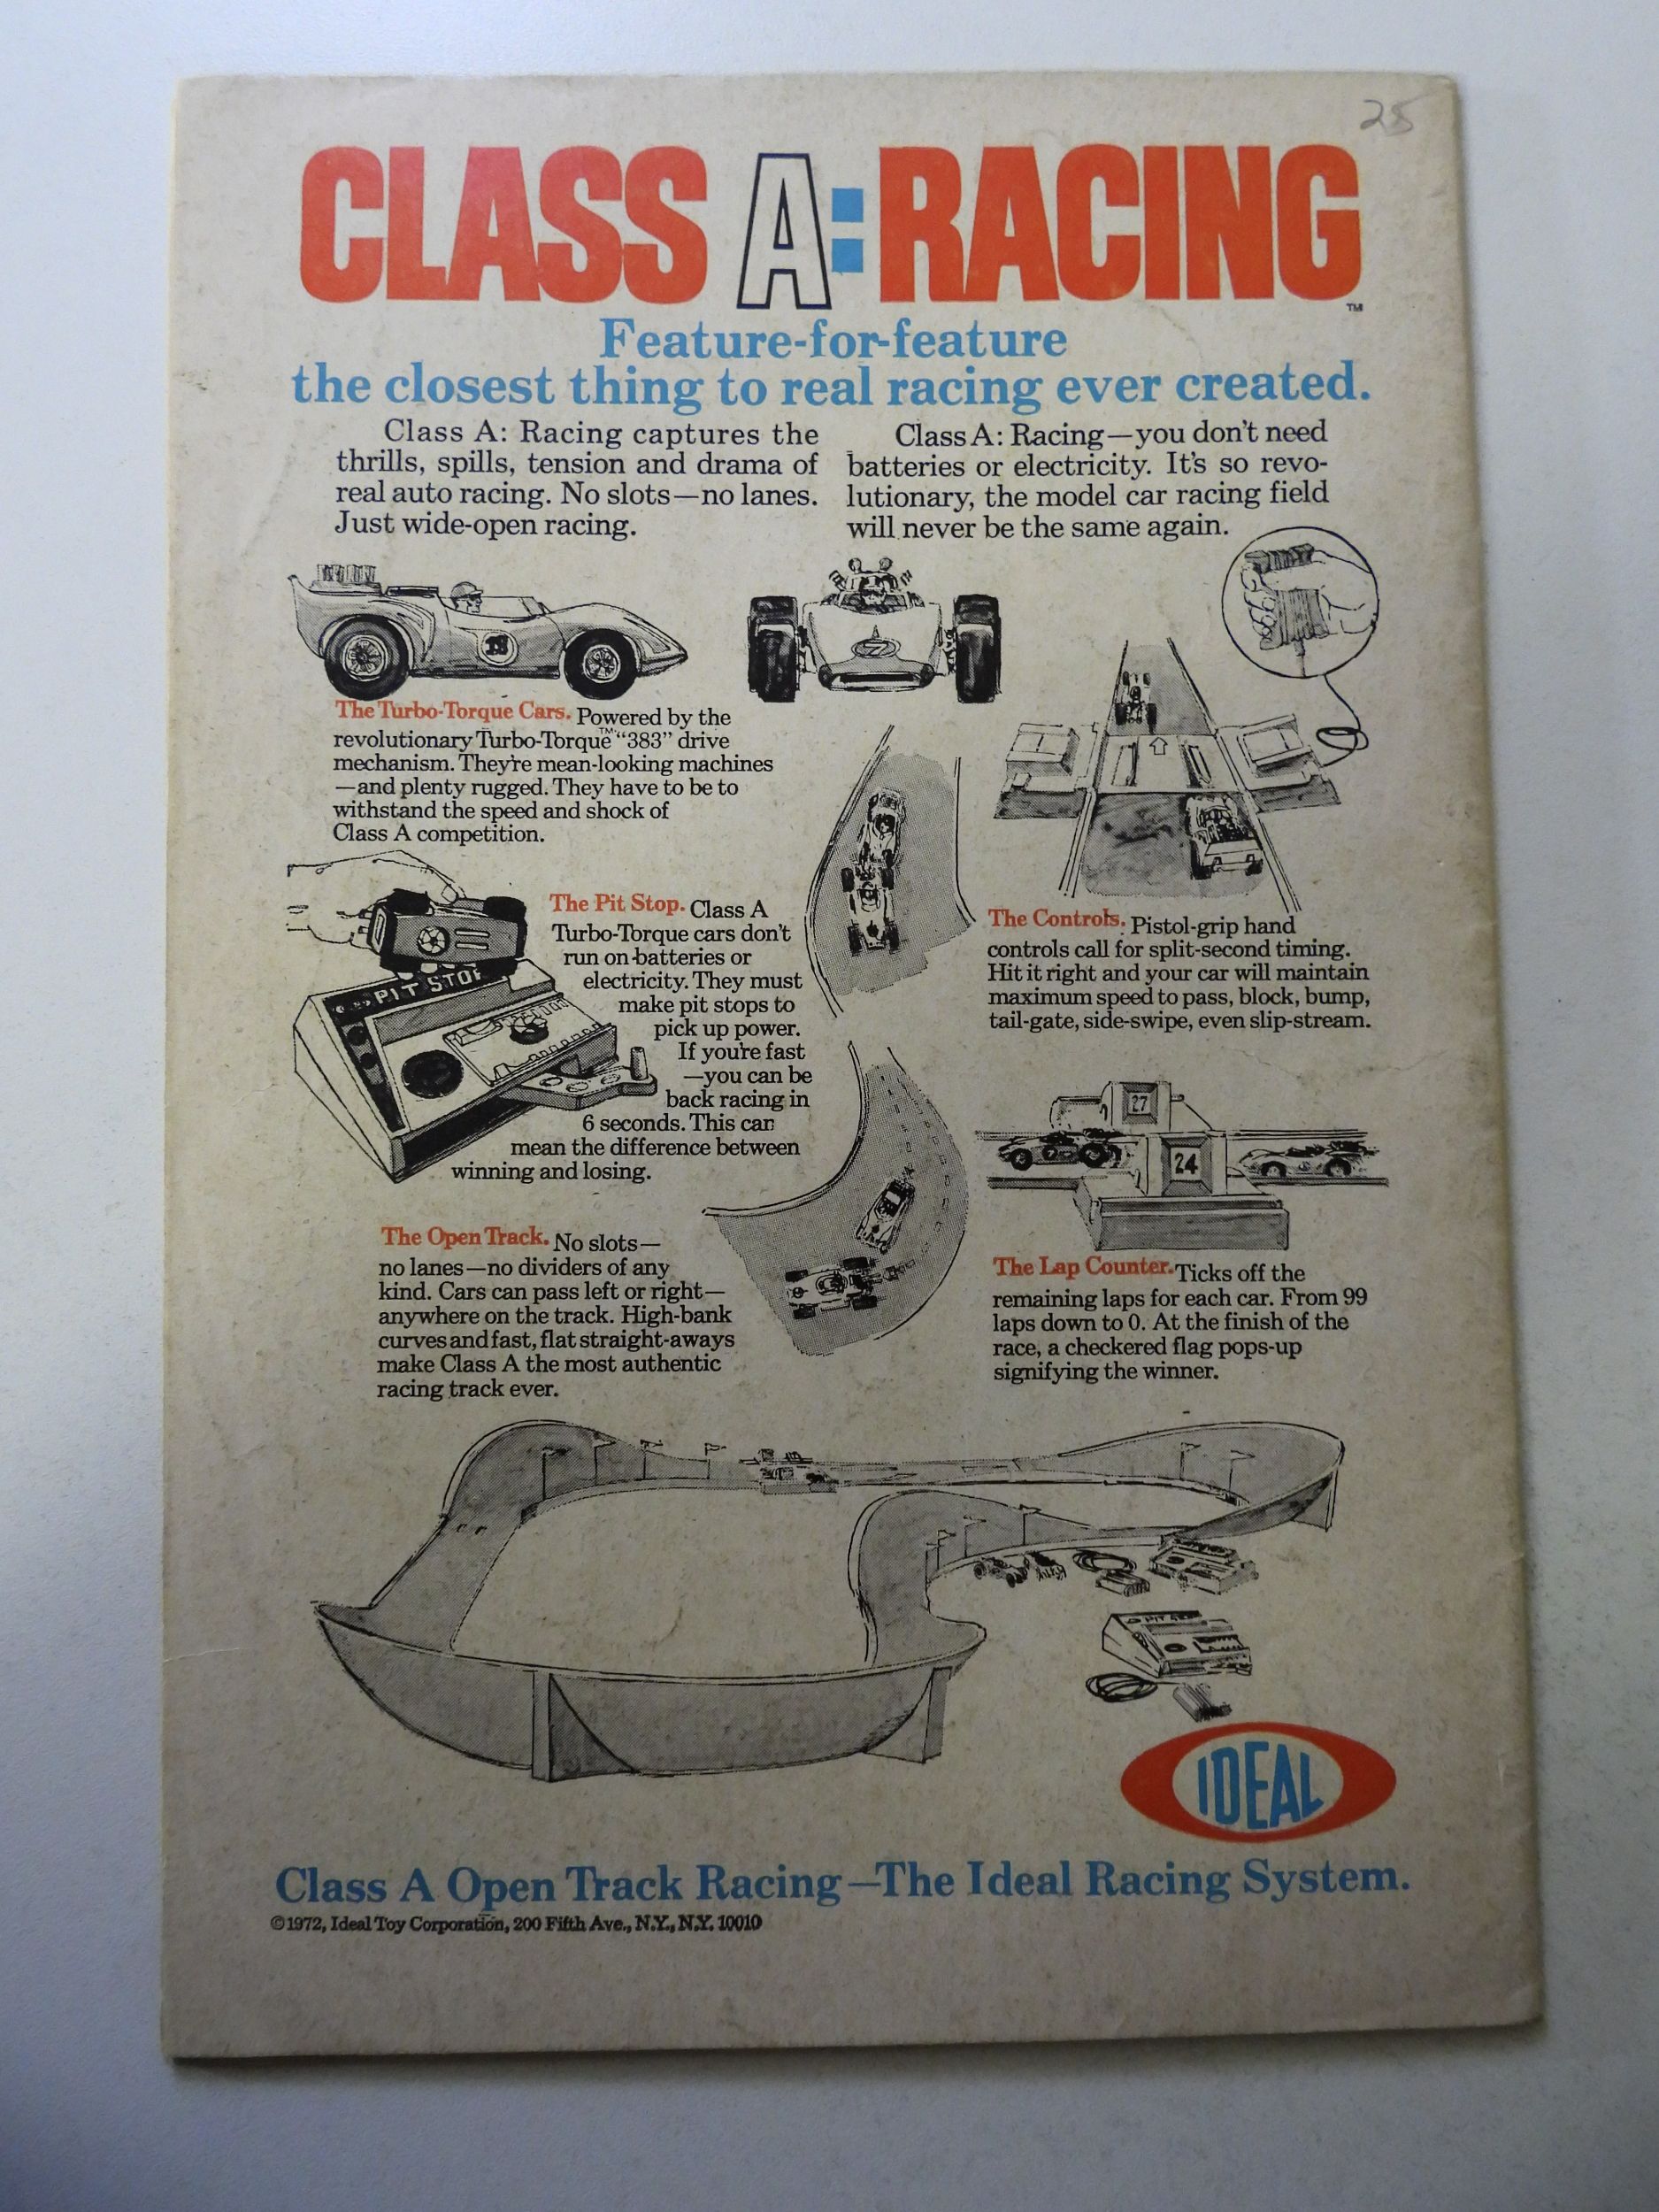 25
CLASS A: RACING
TM
Feature-for-feature
the closest thing to real racing ever created.
Class A: Racing captures the
thrills, spills, tension and drama of
real auto racing. No slots—no lanes.
Just wide-open racing.
Class A: Racing—you don't need
batteries or electricity. It's so revo-
lutionary, the model car racing field
will never be the same again.
The Turbo-Torque Cars. Powered by the
revolutionary Turbo-Torque™ "383" drive
mechanism. They're mean-looking machines
—and plenty rugged. They have to be to
withstand the speed and shock of
Class A competition.
PIT STOP
The Pit Stop. Class A
Turbo-Torque cars don't
run on batteries or
electricity. They must
make pit stops to
pick up power.
If you're fast
—you can be
back racing in
6 seconds. This can
mean the difference between
winning and losing.
The Controls. Pistol-grip hand
controls call for split-second timing.
Hit it right and your car will maintain
maximum speed to pass, block, bump,
tail-gate, side-swipe, even slip-stream.
The Open Track. No slots—
no lanes—no dividers of any
kind. Cars can pass left or right—
anywhere on the track. High-bank
curves and fast, flat straight-aways
make Class A the most authentic
racing track ever.
27
24
The Lap Counter. Ticks off the
remaining laps for each car. From 99
laps down to 0. At the finish of the
race, a checkered flag pops-up
signifying the winner.
IDEAL
Class A Open Track Racing—The Ideal Racing System.
©1972, Ideal Toy Corporation, 200 Fifth Ave., N.Y., N.Y. 10010